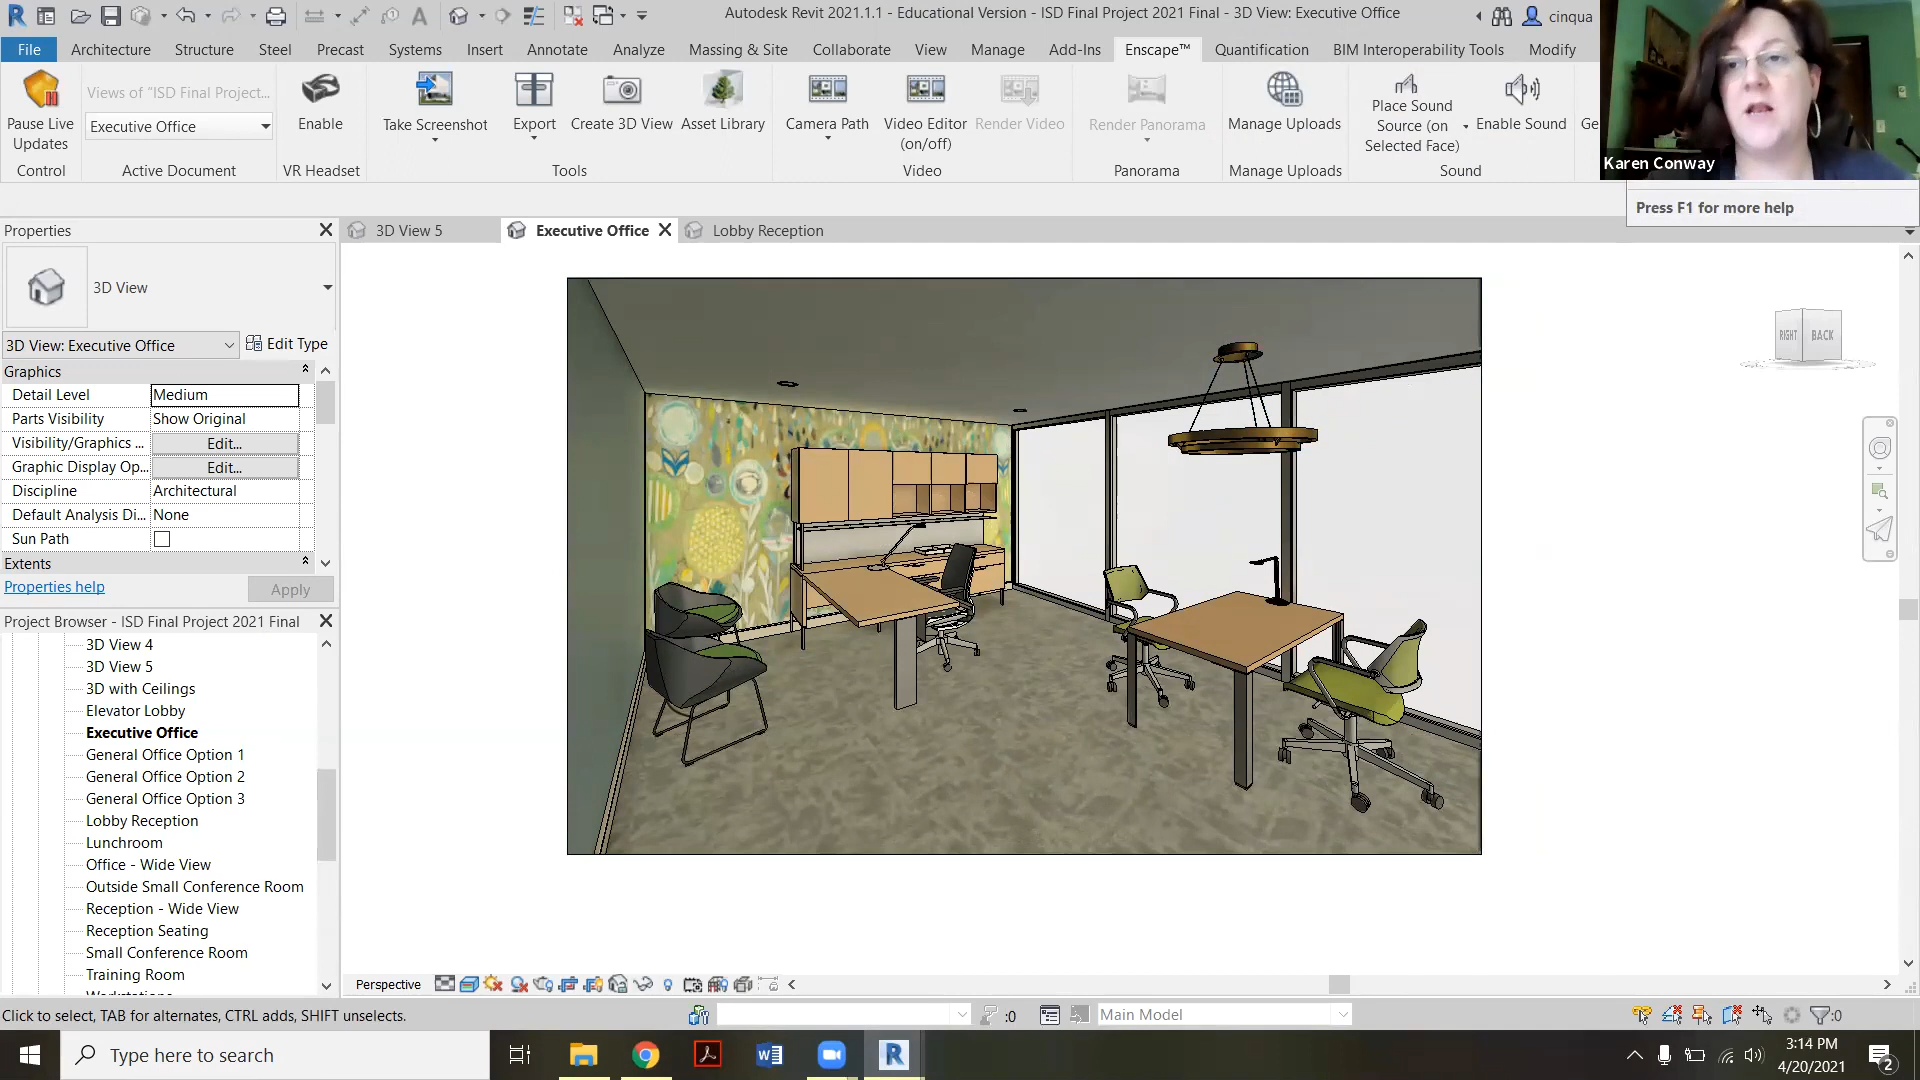 Autodesk Revit 2021.1.1 - Educational Version - ISD Final Project 2021 Final - 3D View: Executive Office
cinqua
File Architecture Structure Steel Precast Systems Insert Annotate Analyze Massing & Site Collaborate View Manage Add-Ins Enscape™ Quantification BIM Interoperability Tools Modify
Pause Live
Updates
Control
Views of "ISD Final Project...
Executive Office
Active Document
Enable
VR Headset
Take Screenshot
Export
Create 3D View
Asset Library
Tools
Camera Path
Video Editor
(on/off)
Render Video
Video
Render Panorama
Panorama
Manage Uploads
Manage Uploads
Place Sound
Source (on
Selected Face)
Enable Sound
Sound
Ge
Karen Conway
Press F1 for more help
Properties
3D View 5
Executive Office
Lobby Reception
3D View
3D View: Executive Office
Edit Type
Graphics
Detail Level Medium
Parts Visibility Show Original
Visibility/Graphics ... Edit...
Graphic Display Op... Edit...
Discipline Architectural
Default Analysis Di... None
Sun Path
Extents
Properties help
Apply
RIGHT BACK
Project Browser - ISD Final Project 2021 Final
3D View 4
3D View 5
3D with Ceilings
Elevator Lobby
Executive Office
General Office Option 1
General Office Option 2
General Office Option 3
Lobby Reception
Lunchroom
Office - Wide View
Outside Small Conference Room
Reception - Wide View
Reception Seating
Small Conference Room
Training Room
Perspective
Click to select, TAB for alternates, CTRL adds, SHIFT unselects.
:0
Main Model
:0
Type here to search
3:14 PM
4/20/2021
2